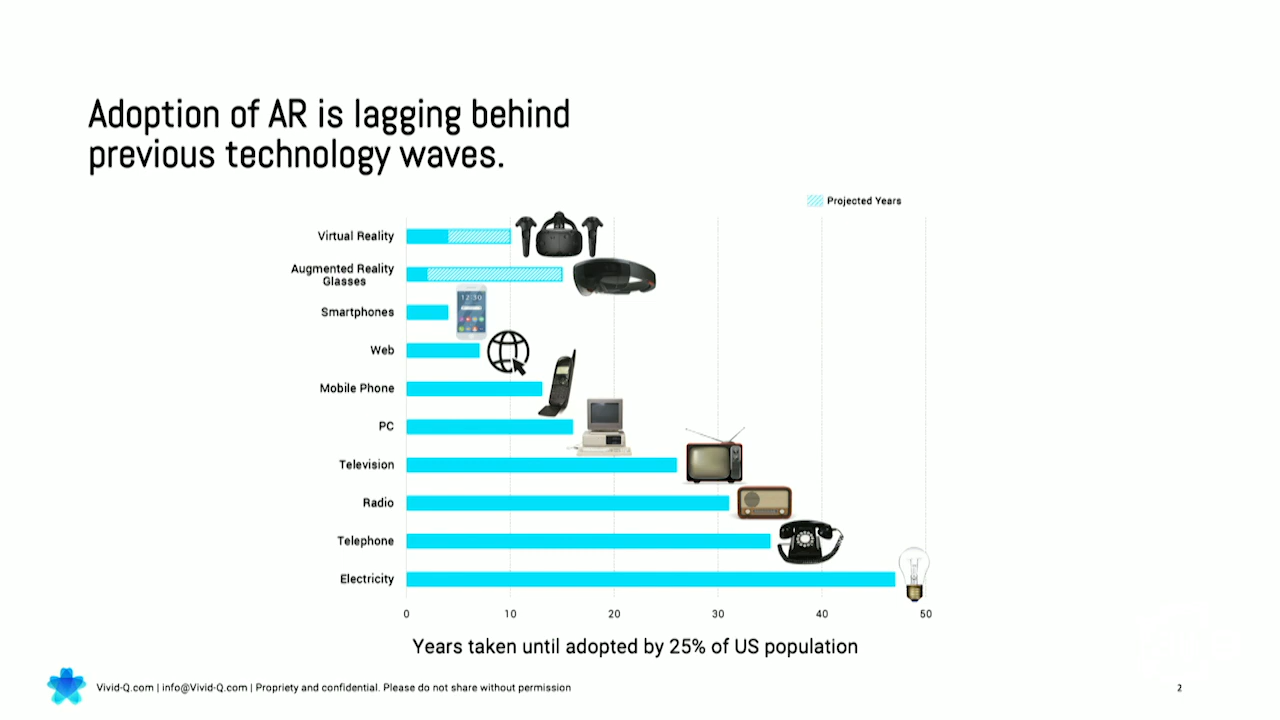 Adoption of AR is lagging behind
previous technology waves.
Projected Years
Virtual Reality
Augmented Reality
Glasses
Smartphones
12:30
Web
Mobile Phone
PC
Television
Radio
Telephone
Electricity
0 10 20 30 40 50
Years taken until adopted by 25% of US population
Vivid-Q.com | info@Vivid-Q.com | Propriety and confidential. Please do not share without permission
2